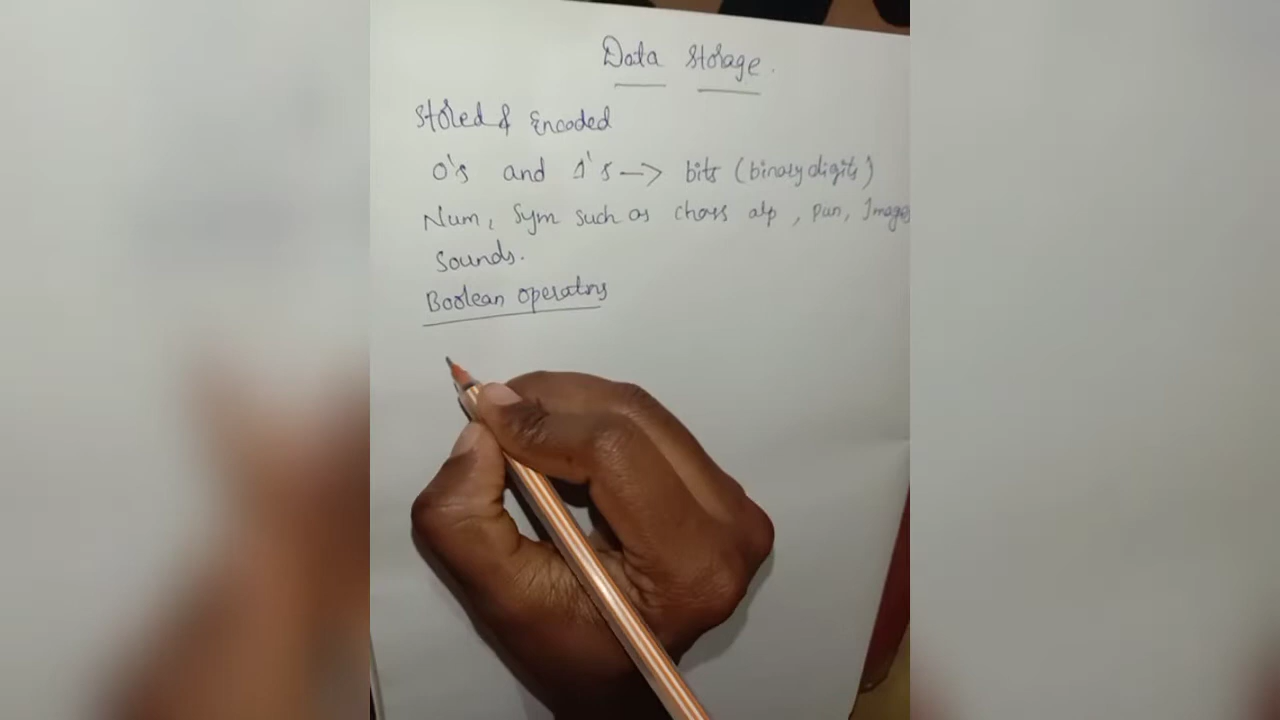 Data Storage.
Stored & Encoded
0's and 1's → bits (binary digits)
Num, Sym such as chars alp, pun, Images
Sounds.
Boolean operators